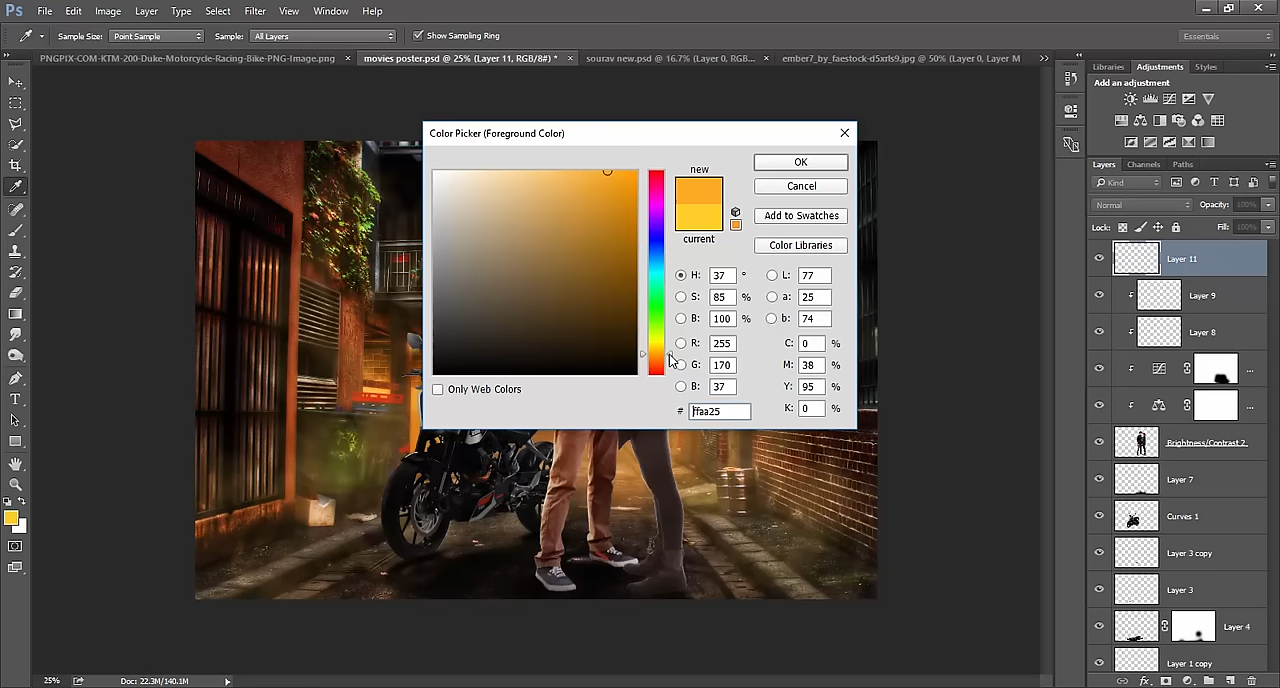 Ps File Edit Image Layer Type Select Filter View Window Help
Sample Size: Point Sample Sample: All Layers Show Sampling Ring Essentials
PNGPIX-COM-KTM-200-Duke-Motorcycle-Racing-Bike-PNG-Image.png × movies poster.psd @ 25% (Layer 11, RGB/8#) * × sourav new.psd @ 16.7% (Layer 0, RGB... × ember7_by_faestock-d5xrls9.jpg @ 50% (Layer 0, Layer M
Libraries Adjustments Styles
Add an adjustment
Layers Channels Paths
Kind
Normal Opacity: 100%
Lock: Fill: 100%
Layer 11
Layer 9
Layer 8
...
...
Brightness/Contrast 2
Layer 7
Curves 1
Layer 3 copy
Layer 3
Layer 4
Layer 1 copy
Color Picker (Foreground Color)
new
current
OK
Cancel
Add to Swatches
Color Libraries
H: 37 ° L: 77
S: 85 % a: 25
B: 100 % b: 74
R: 255 C: 0 %
G: 170 M: 38 %
B: 37 Y: 95 %
# ffaa25 K: 0 %
Only Web Colors
25% Doc: 22.3M/140.1M